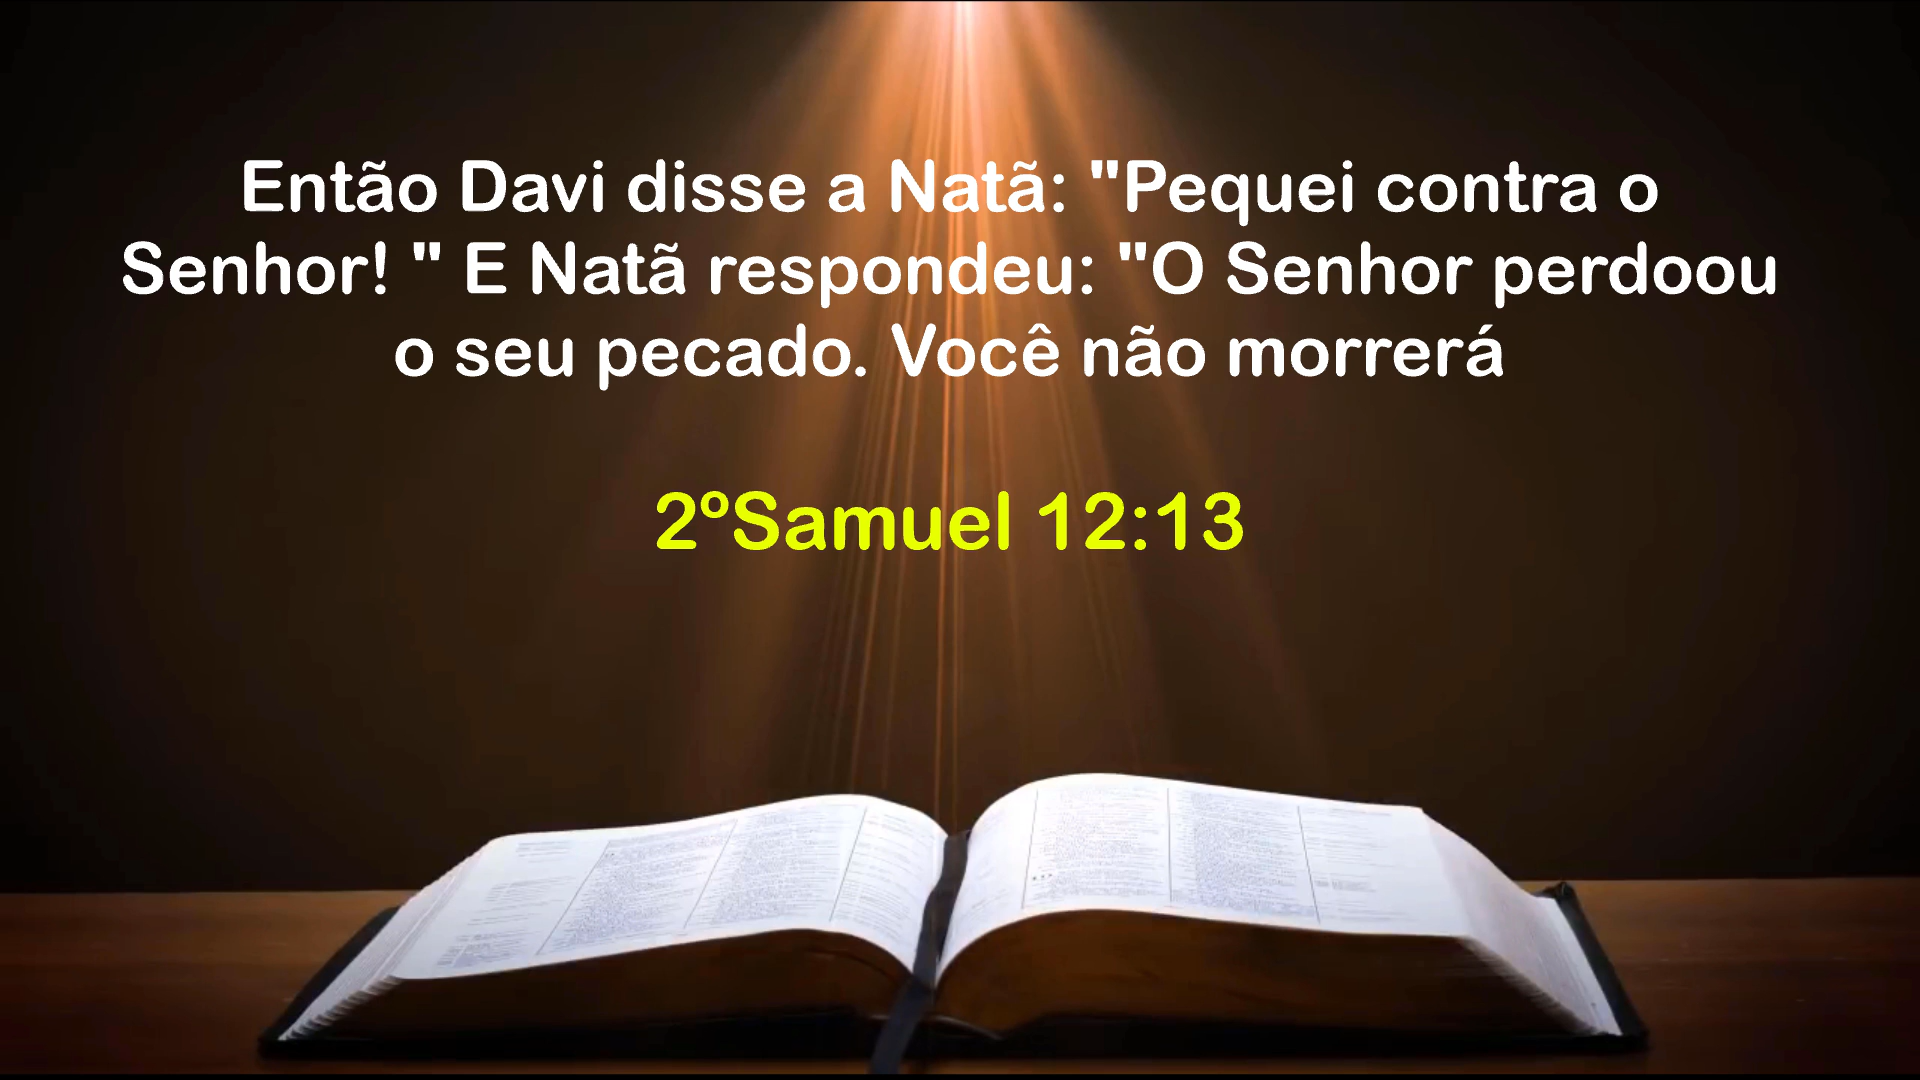 Então Davi disse a Natã: "Pequei contra o
Senhor! " E Natã respondeu: "O Senhor perdoou
o seu pecado. Você não morrerá
2ºSamuel 12:13